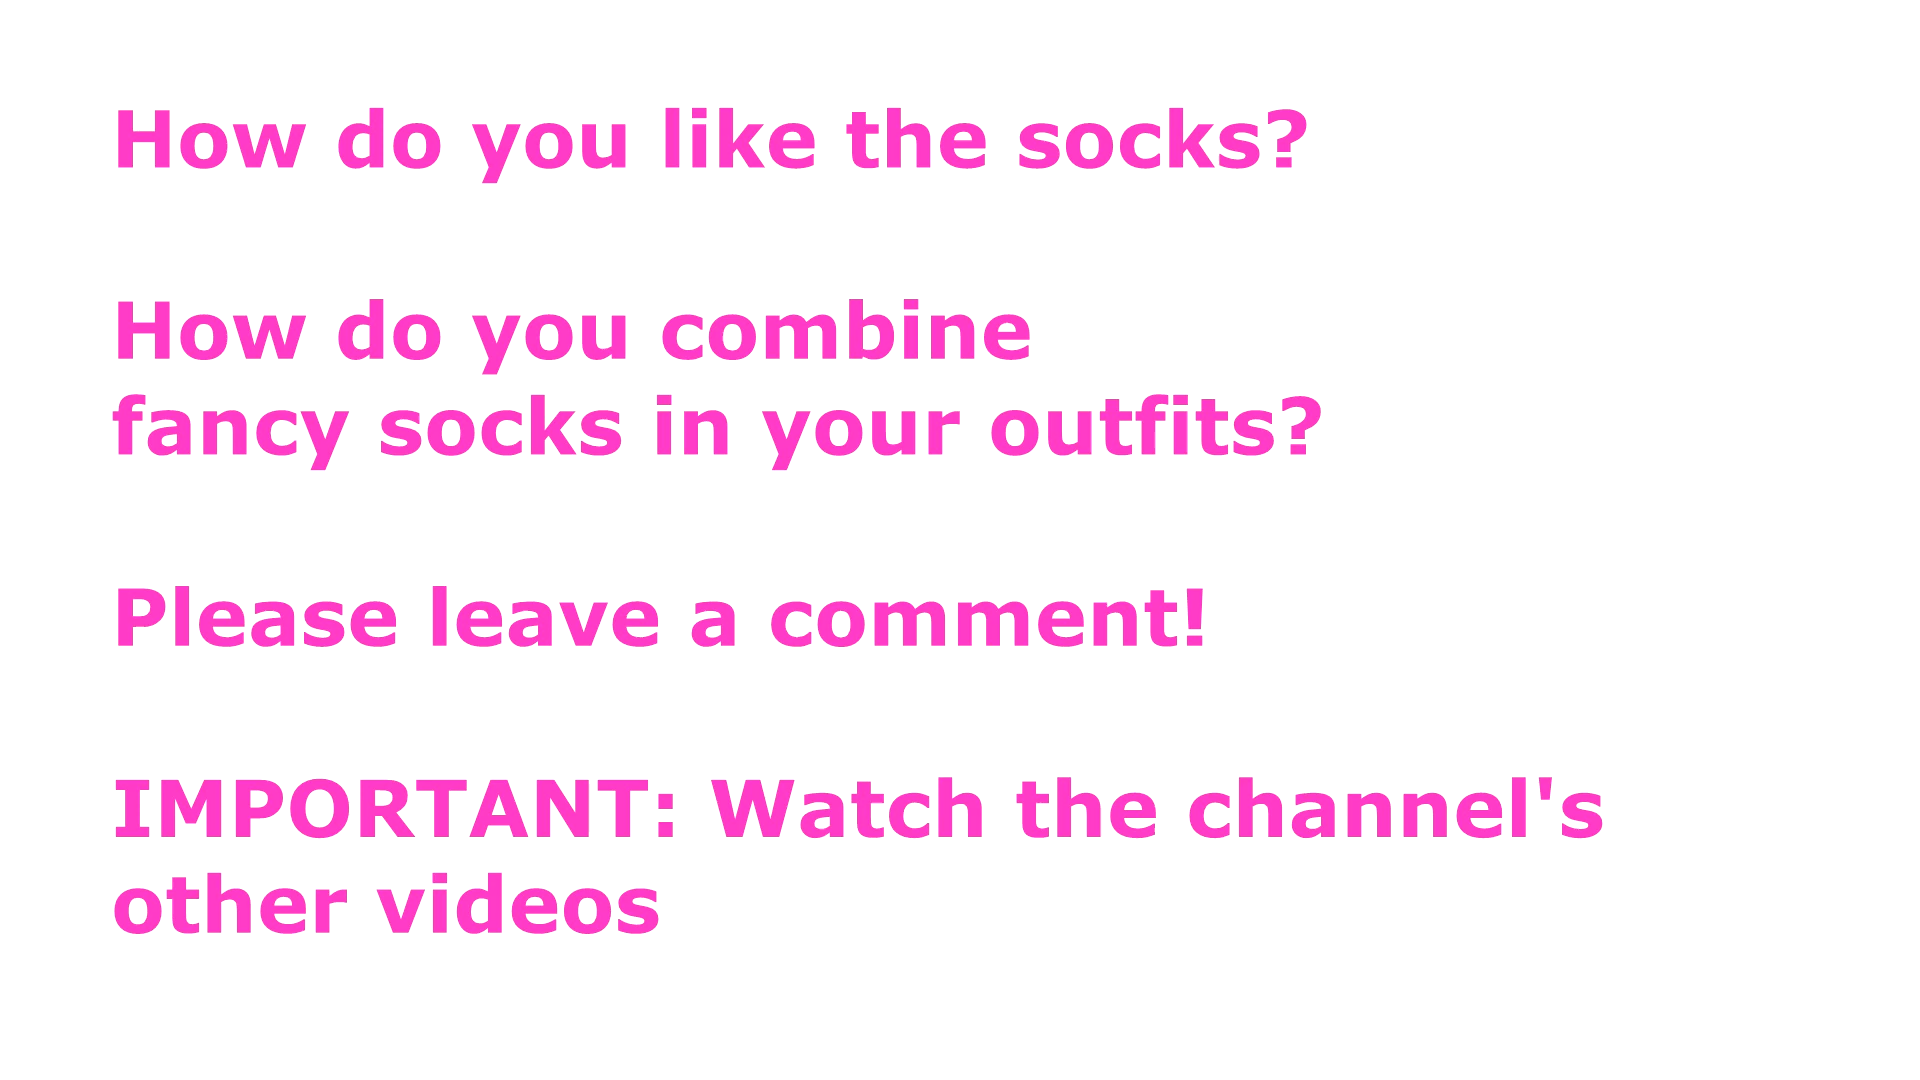 How do you like the socks?
How do you combine
fancy socks in your outfits?
Please leave a comment!
IMPORTANT: Watch the channel's
other videos